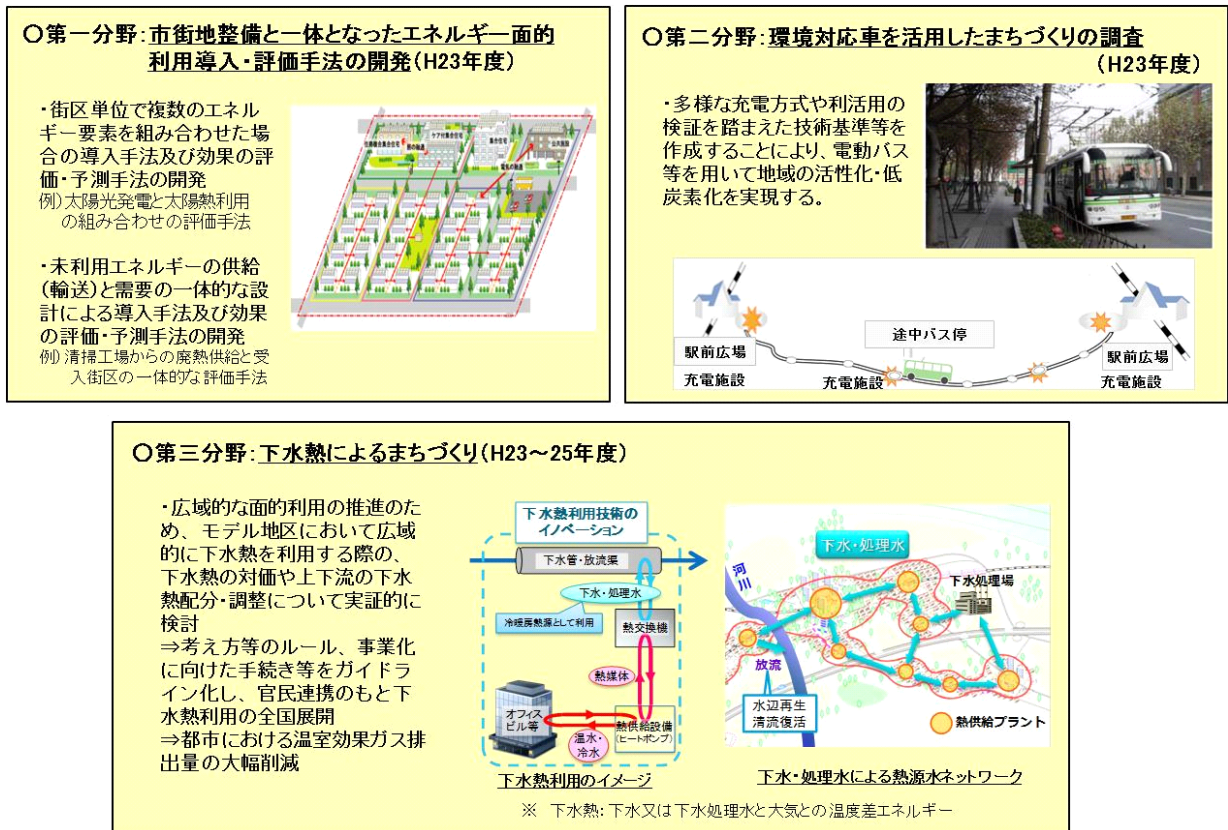 〇第一分野：市街地整備と一体となったエネルギー面的
利用導入・評価手法の開発（H23年度）
・街区単位で複数のエネル
ギー要素を組み合わせた場
合の導入手法及び効果の評
価・予測手法の開発
例）太陽光発電と太陽熱利用
の組み合わせの評価手法
・未利用エネルギーの供給
（輸送）と需要の一体的な設
計による導入手法及び効果
の評価・予測手法の開発
例）清掃工場からの廃熱供給と受
入街区の一体的な評価手法
ケア付集合住宅
集合住宅
公共施設
熱の融通
電気の融通
〇第二分野：環境対応車を活用したまちづくりの調査
（H23年度）
・多様な充電方式や利活用の
検証を踏まえた技術基準等を
作成することにより、電動バス
等を用いて地域の活性化・低
炭素化を実現する。
途中バス停
駅前広場
充電施設
充電施設
駅前広場
充電施設
〇第三分野：下水熱によるまちづくり（H23～25年度）
・広域的な面的利用の推進のた
め、モデル地区において広域
的に下水熱を利用する際の、
下水熱の対価や上下流の下水
熱配分・調整について実証的に
検討
⇒考え方等のルール、事業化
に向けた手続き等をガイドラ
イン化し、官民連携のもと下
水熱利用の全国展開
⇒都市における温室効果ガス排
出量の大幅削減
下水熱利用技術の
イノベーション
下水管・放流渠
下水・処理水
冷暖房熱源として利用
熱交換機
熱媒体
オフィス
ビル等
温水・
冷水
熱供給設備
（ヒートポンプ）
下水熱利用のイメージ
下水・処理水
河川
下水処理場
放流
水辺再生
清流復活
熱供給プラント
下水・処理水による熱源水ネットワーク
※ 下水熱：下水又は下水処理水と大気との温度差エネルギー